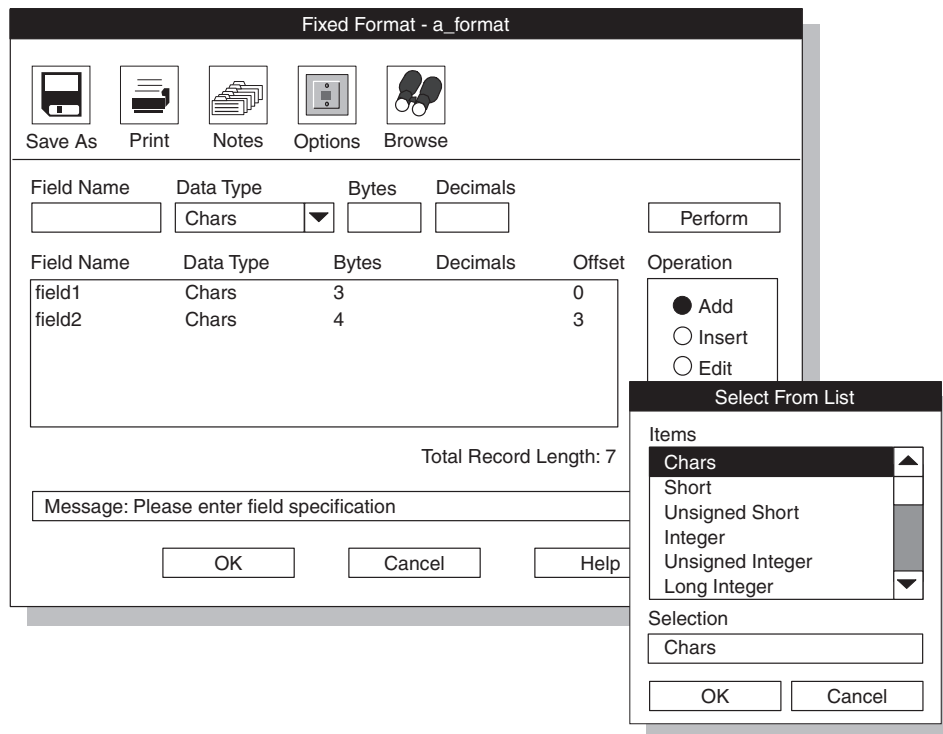 Fixed Format - a_format
Save As Print Notes Options Browse
Field Name Data Type Bytes Decimals
Chars Perform
Field Name Data Type Bytes Decimals Offset Operation
field1 Chars 3 0
field2 Chars 4 3
Add
Insert
Edit
Total Record Length: 7
Message: Please enter field specification
OK Cancel Help
Select From List
Items
Chars
Short
Unsigned Short
Integer
Unsigned Integer
Long Integer
Selection
Chars
OK Cancel